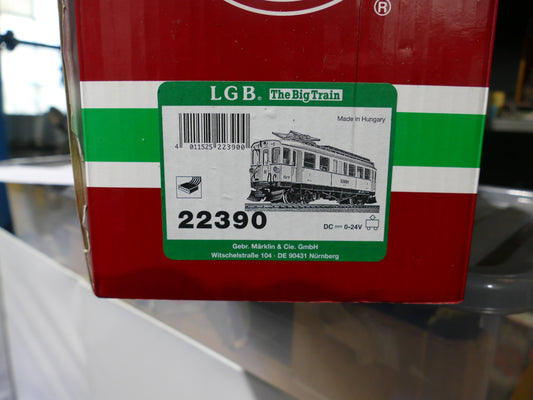 ®
LGB® The Big Train
Made in Hungary
4 011525 223900
22390
DC 0-24V
Gebr. Märklin & Cie. GmbH
Witschelstraße 104 · DE 90431 Nürnberg